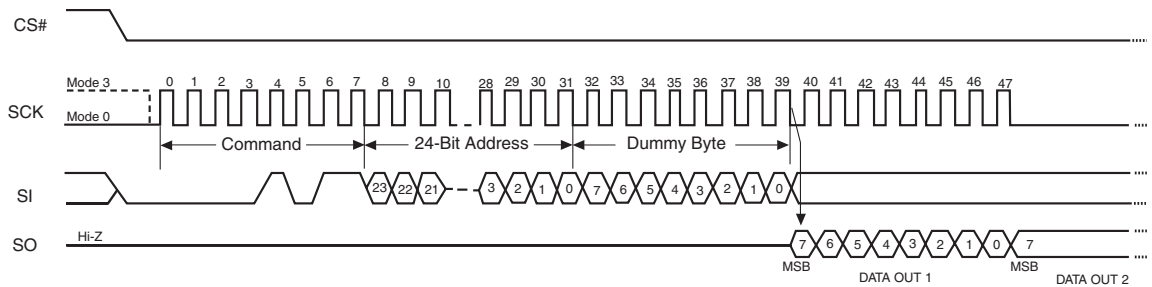 CS#
Mode 3
0 1 2 3 4 5 6 7 8 9 10 28 29 30 31 32 33 34 35 36 37 38 39 40 41 42 43 44 45 46 47
SCK
Mode 0
Command 24-Bit Address Dummy Byte
SI
23 22 21 3 2 1 0 7 6 5 4 3 2 1 0
SO
Hi-Z
7 6 5 4 3 2 1 0 7
MSB MSB
DATA OUT 1 DATA OUT 2